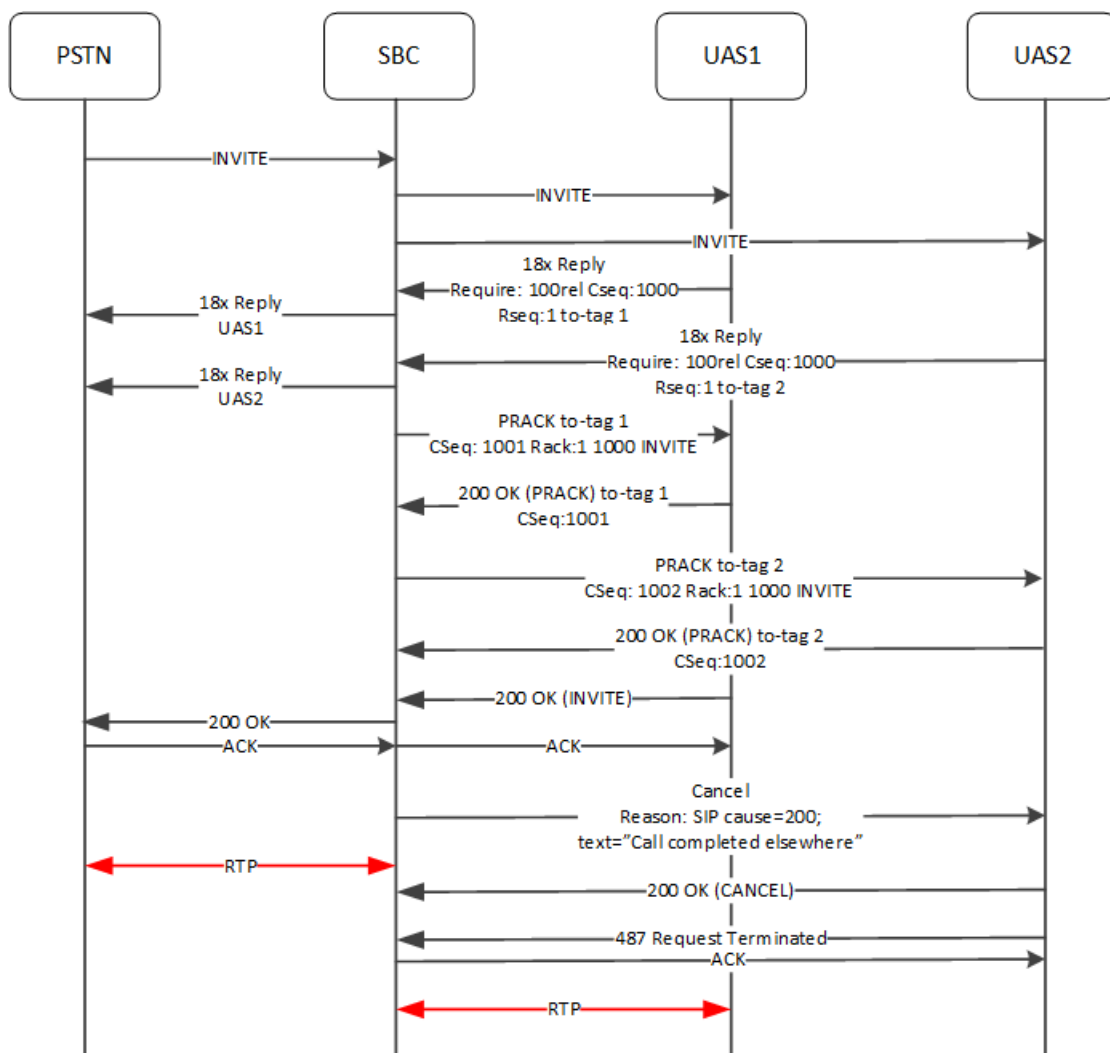 PSTN
SBC
UAS1
UAS2
INVITE
INVITE
INVITE
18x Reply
Require: 100rel Cseq:1000
Rseq:1 to-tag 1
18x Reply
UAS1
18x Reply
Require: 100rel Cseq:1000
Rseq:1 to-tag 2
18x Reply
UAS2
PRACK to-tag 1
CSeq: 1001 Rack:1 1000 INVITE
200 OK (PRACK) to-tag 1
CSeq:1001
PRACK to-tag 2
CSeq: 1002 Rack:1 1000 INVITE
200 OK (PRACK) to-tag 2
CSeq:1002
200 OK (INVITE)
200 OK
ACK
ACK
Cancel
Reason: SIP cause=200;
text=”Call completed elsewhere”
RTP
200 OK (CANCEL)
487 Request Terminated
ACK
RTP